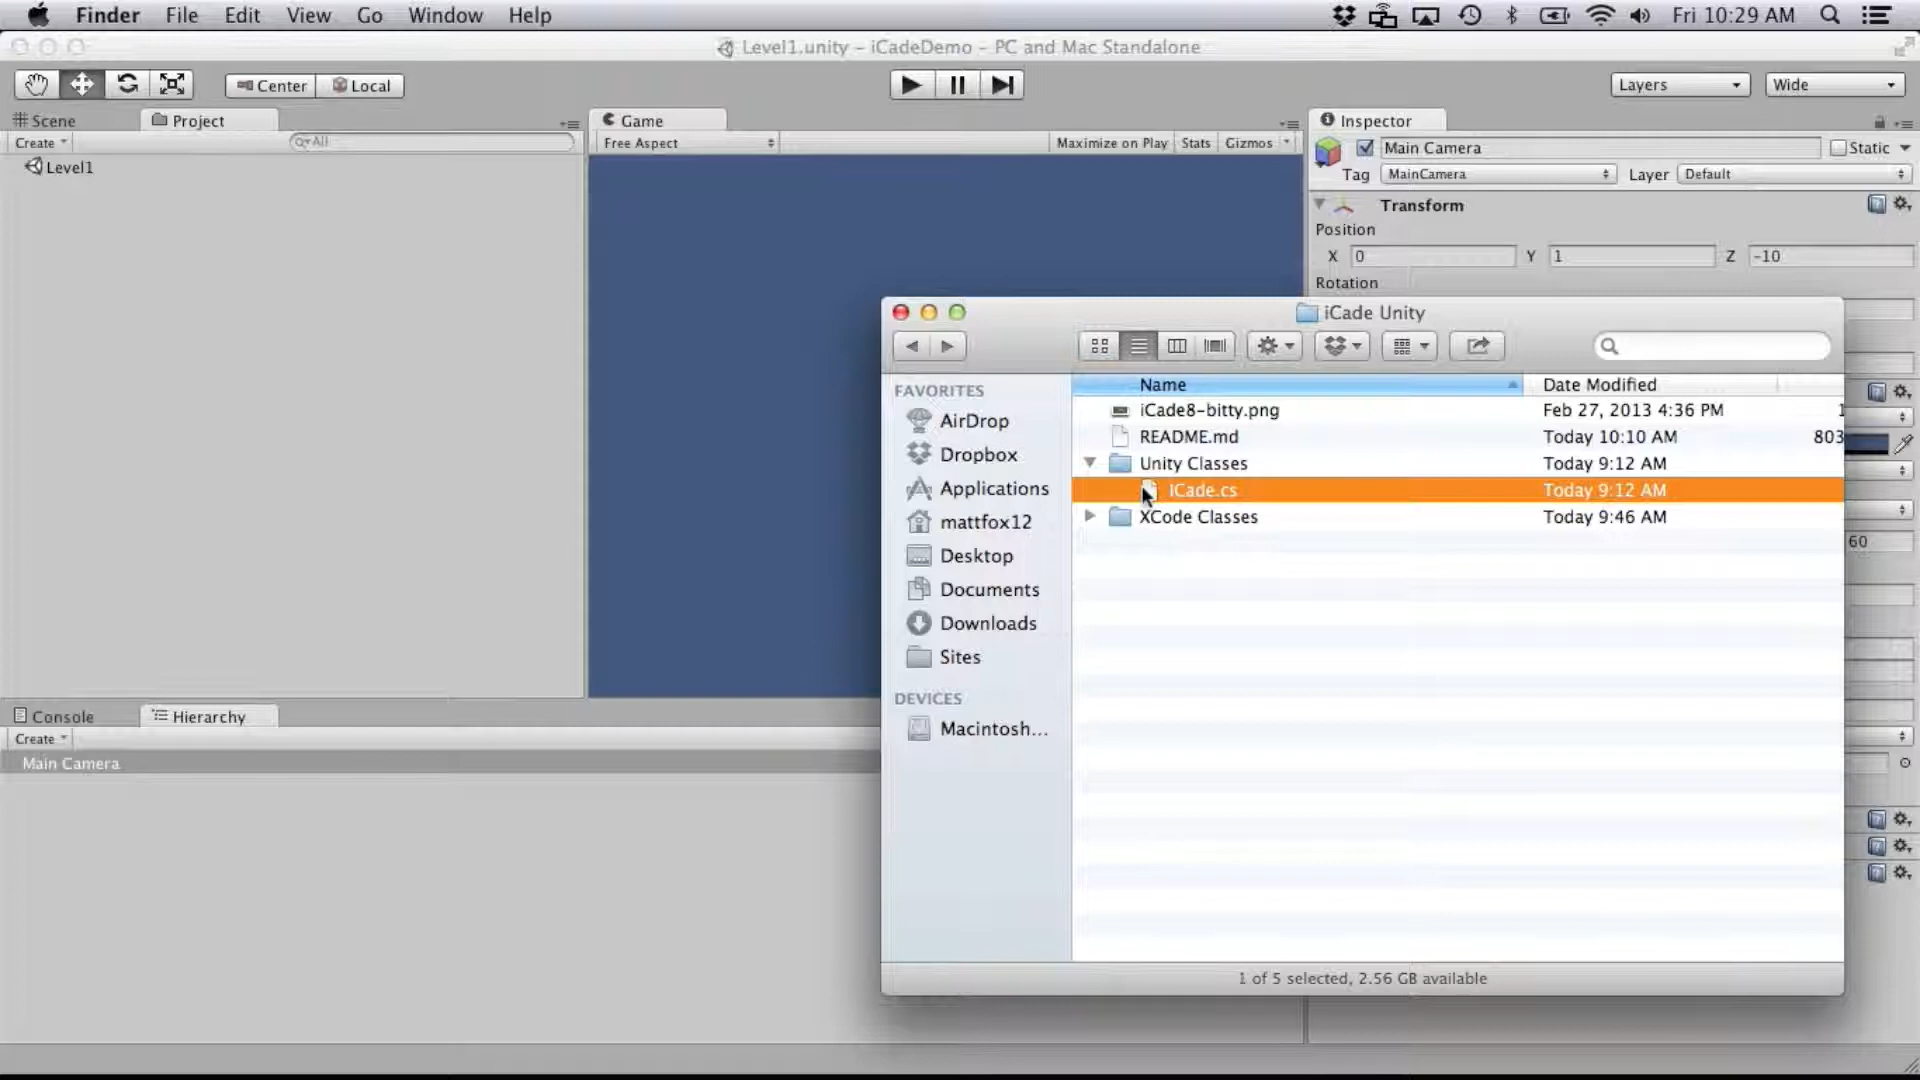 Finder File Edit View Go Window Help Fri 10:29 AM
Level1.unity – iCadeDemo – PC and Mac Standalone
Center Local Layers Wide
Scene Project Game Inspector
Create All Free Aspect Maximize on Play Stats Gizmos Main Camera Static
Level1
Tag MainCamera Layer Default
Transform
Position
X 0 Y 1 Z -10
Rotation
iCade Unity
Name Date Modified
FAVORITES
AirDrop
Dropbox
Applications
mattfox12
Desktop
Documents
Downloads
Sites
DEVICES
Macintosh...
iCade8-bitty.png Feb 27, 2013 4:36 PM 1
README.md Today 10:10 AM 803
Unity Classes Today 9:12 AM
iCade.cs Today 9:12 AM
XCode Classes Today 9:46 AM
60
1 of 5 selected, 2.56 GB available
Console Hierarchy
Create
Main Camera